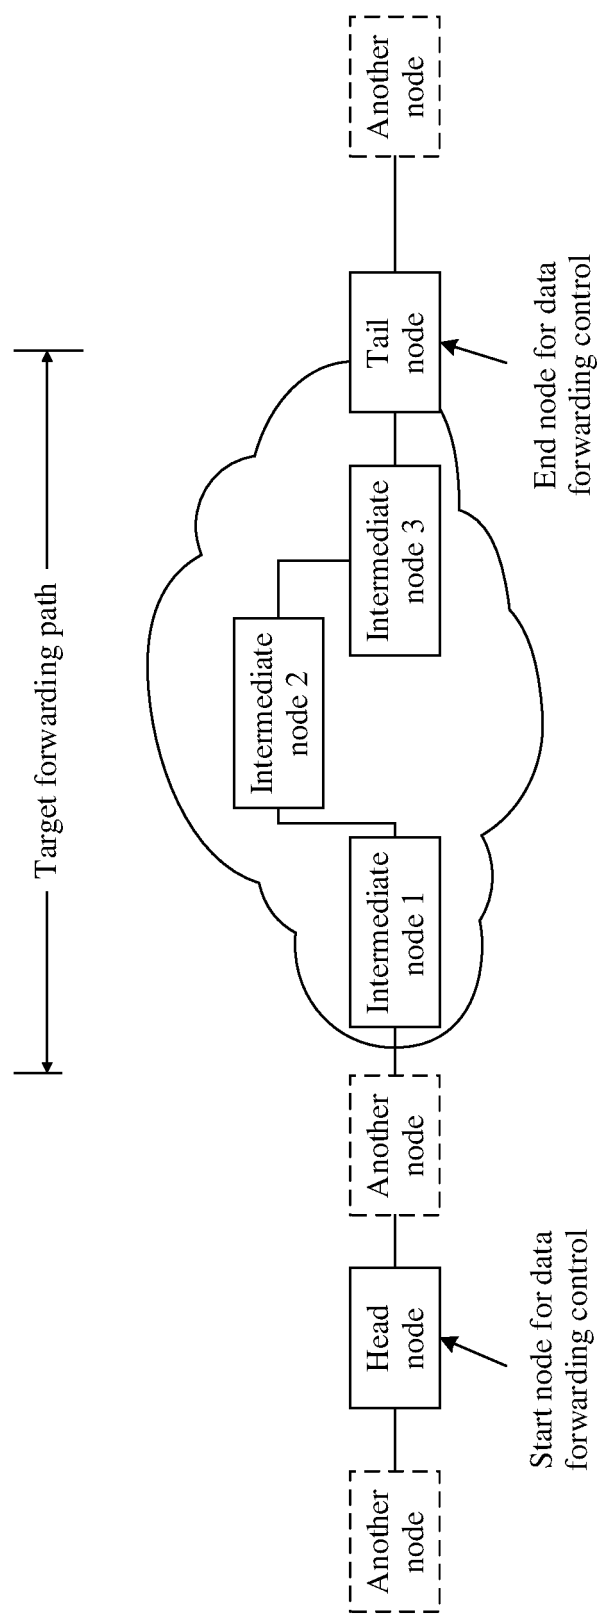 Target forwarding path
Another
node
Head
node
Another
node
Intermediate
node 1
Intermediate
node 2
Intermediate
node 3
Tail
node
Another
node
Start node for data
forwarding control
End node for data
forwarding control